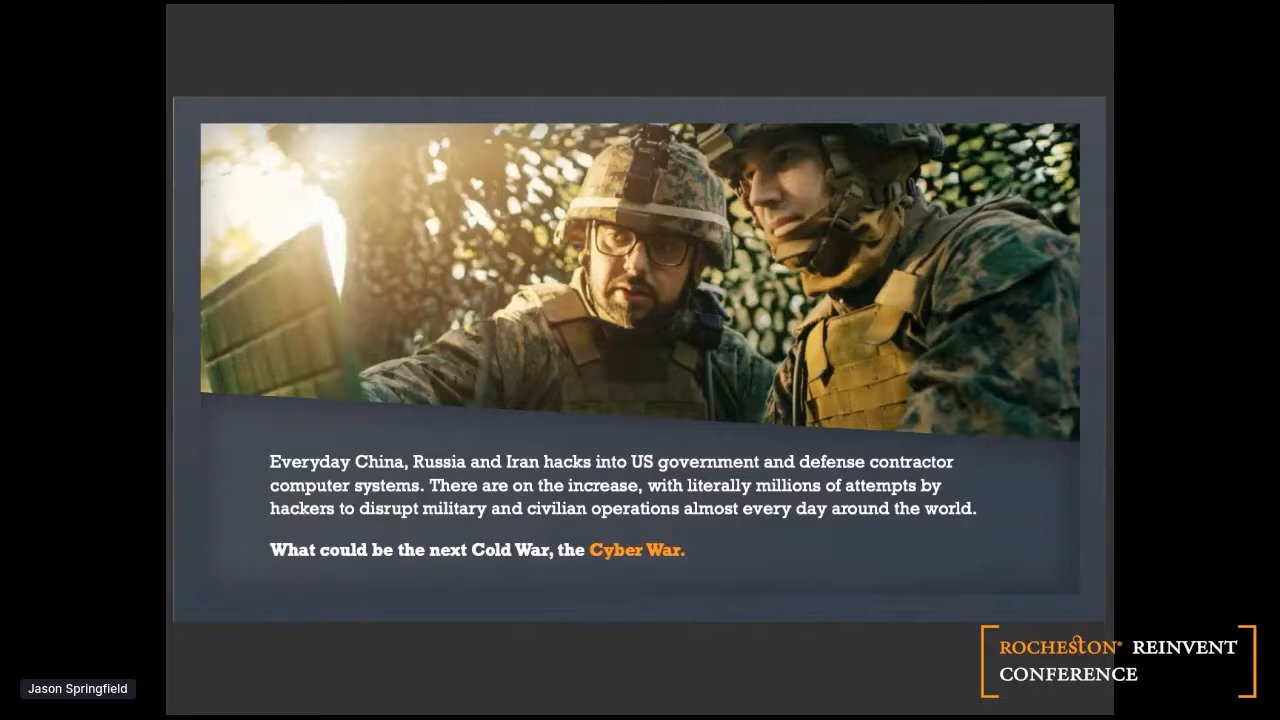 Everyday China, Russia and Iran hacks into US government and defense contractor
computer systems. There are on the increase, with literally millions of attempts by
hackers to disrupt military and civilian operations almost every day around the world.
What could be the next Cold War, the Cyber War.
ROCHESTON® REINVENT
CONFERENCE
Jason Springfield